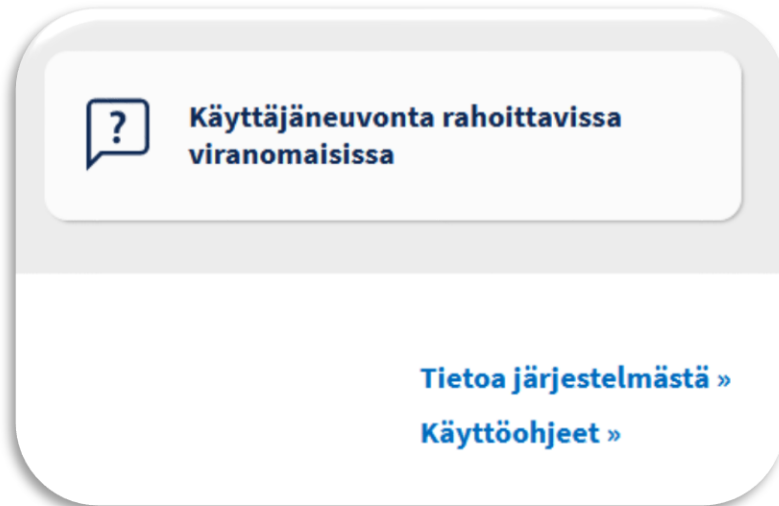 ?
Käyttäjäneuvonta rahoittavissa
viranomaisissa
Tietoa järjestelmästä »
Käyttöohjeet »